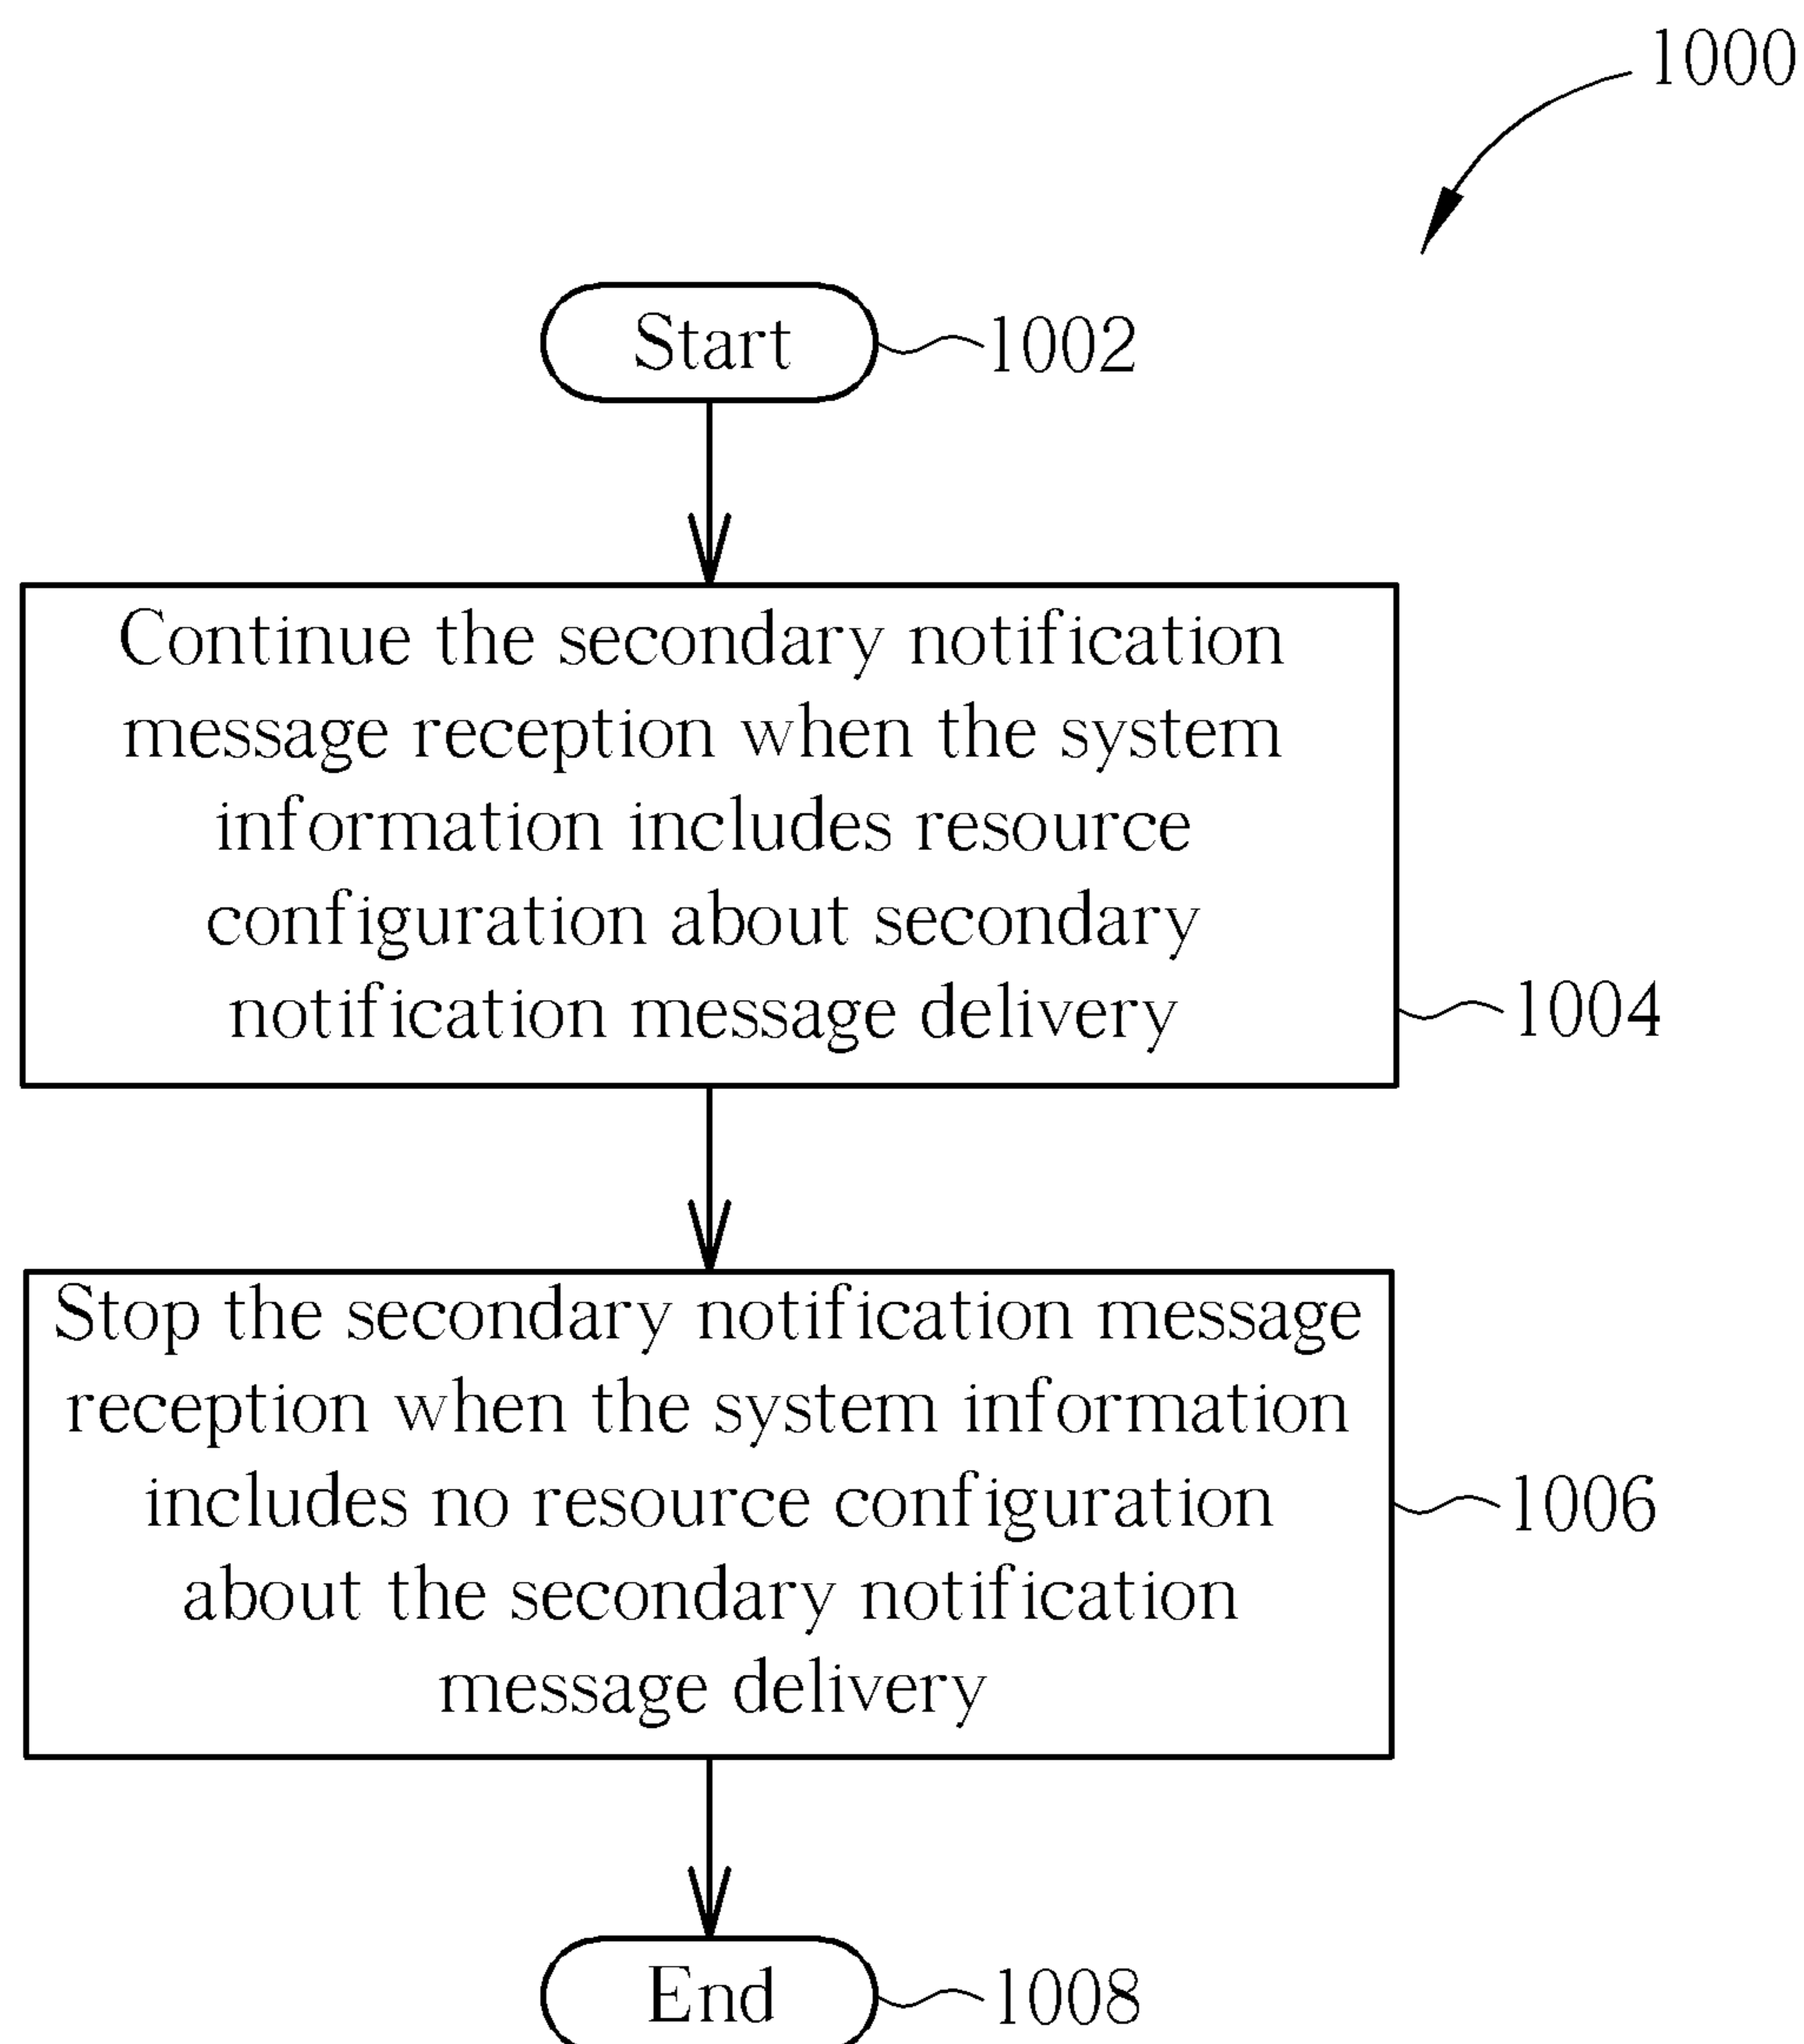 1000
Start
1002
Continue the secondary notification
message reception when the system
information includes resource
configuration about secondary
notification message delivery
1004
Stop the secondary notification message
reception when the system information
includes no resource configuration
about the secondary notification
message delivery
1006
End
1008